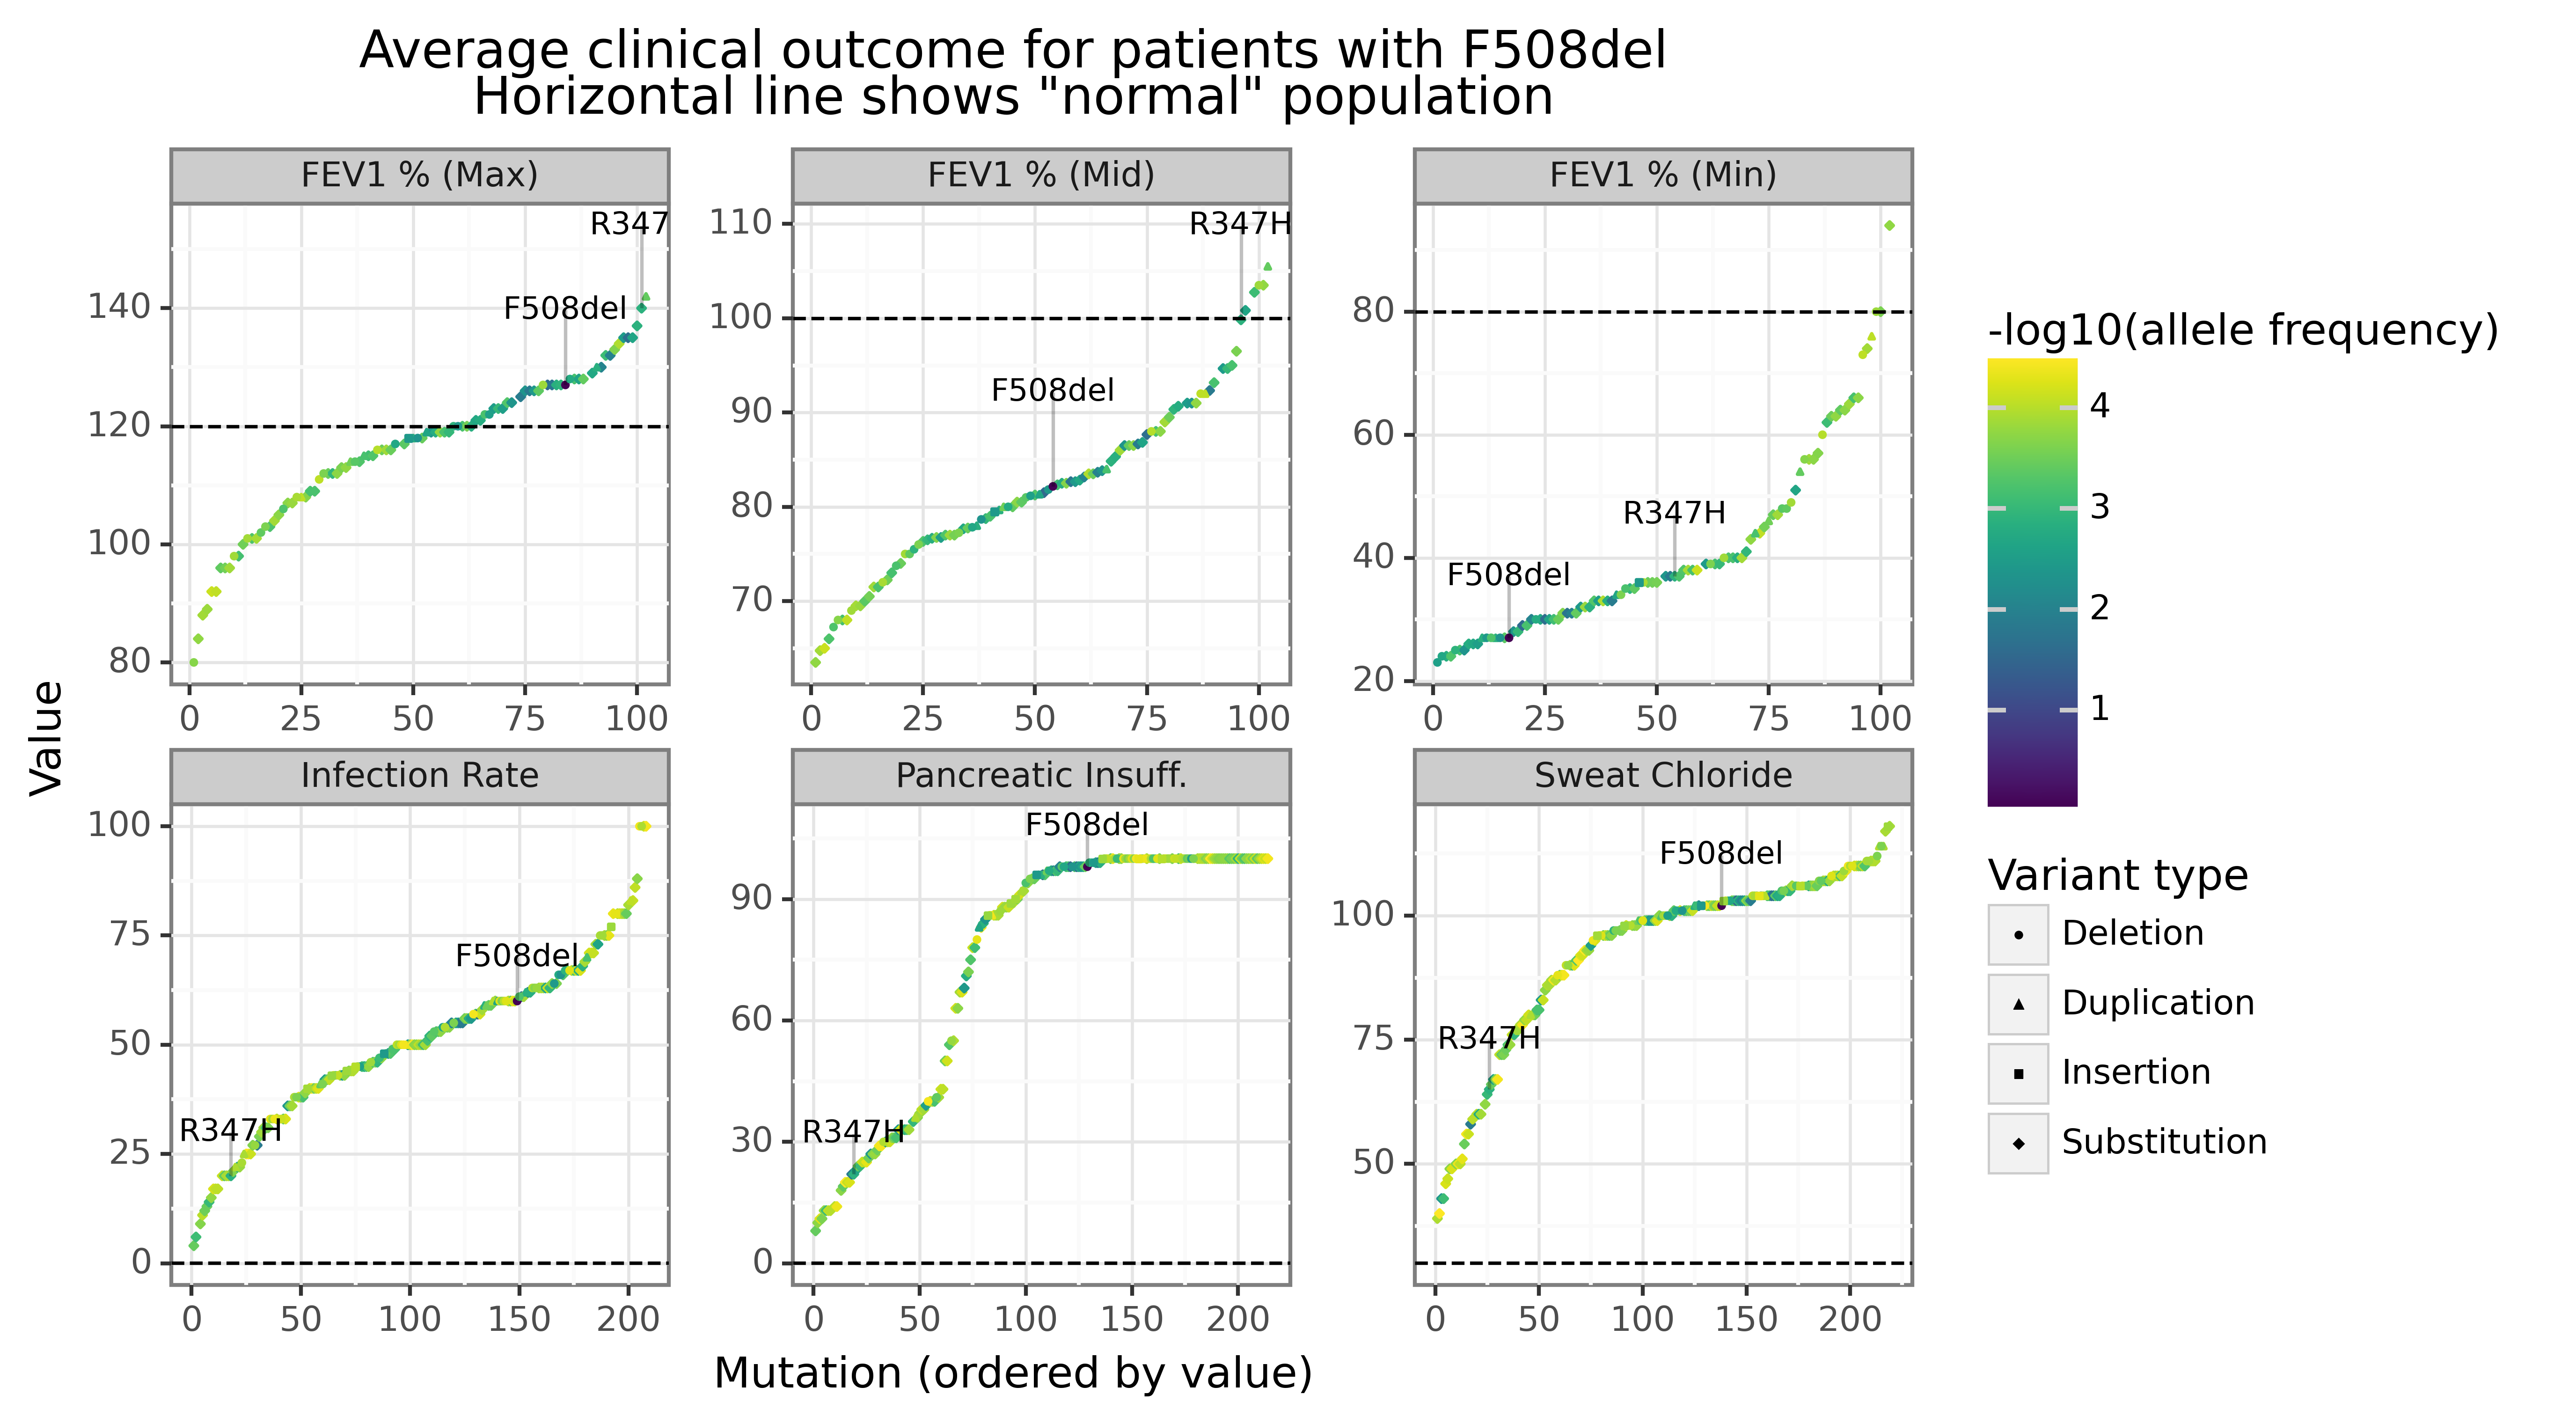 Average clinical outcome for patients with F508del
Horizontal line shows "normal" population
FEV1 % (Max)
R347
F508del
140
120
100
80
0 25 50 75 100
FEV1 % (Mid)
R347H
F508del
110
100
90
80
70
0 25 50 75 100
FEV1 % (Min)
R347H
F508del
80
60
40
20
0 25 50 75 100
Value
Infection Rate
F508del
R347H
100
75
50
25
0
0 50 100 150 200
Pancreatic Insuff.
F508del
R347H
90
60
30
0
0 50 100 150 200
Sweat Chloride
F508del
R347H
100
75
50
0 50 100 150 200
Mutation (ordered by value)
-log10(allele frequency)
4
3
2
1
Variant type
Deletion
Duplication
Insertion
Substitution